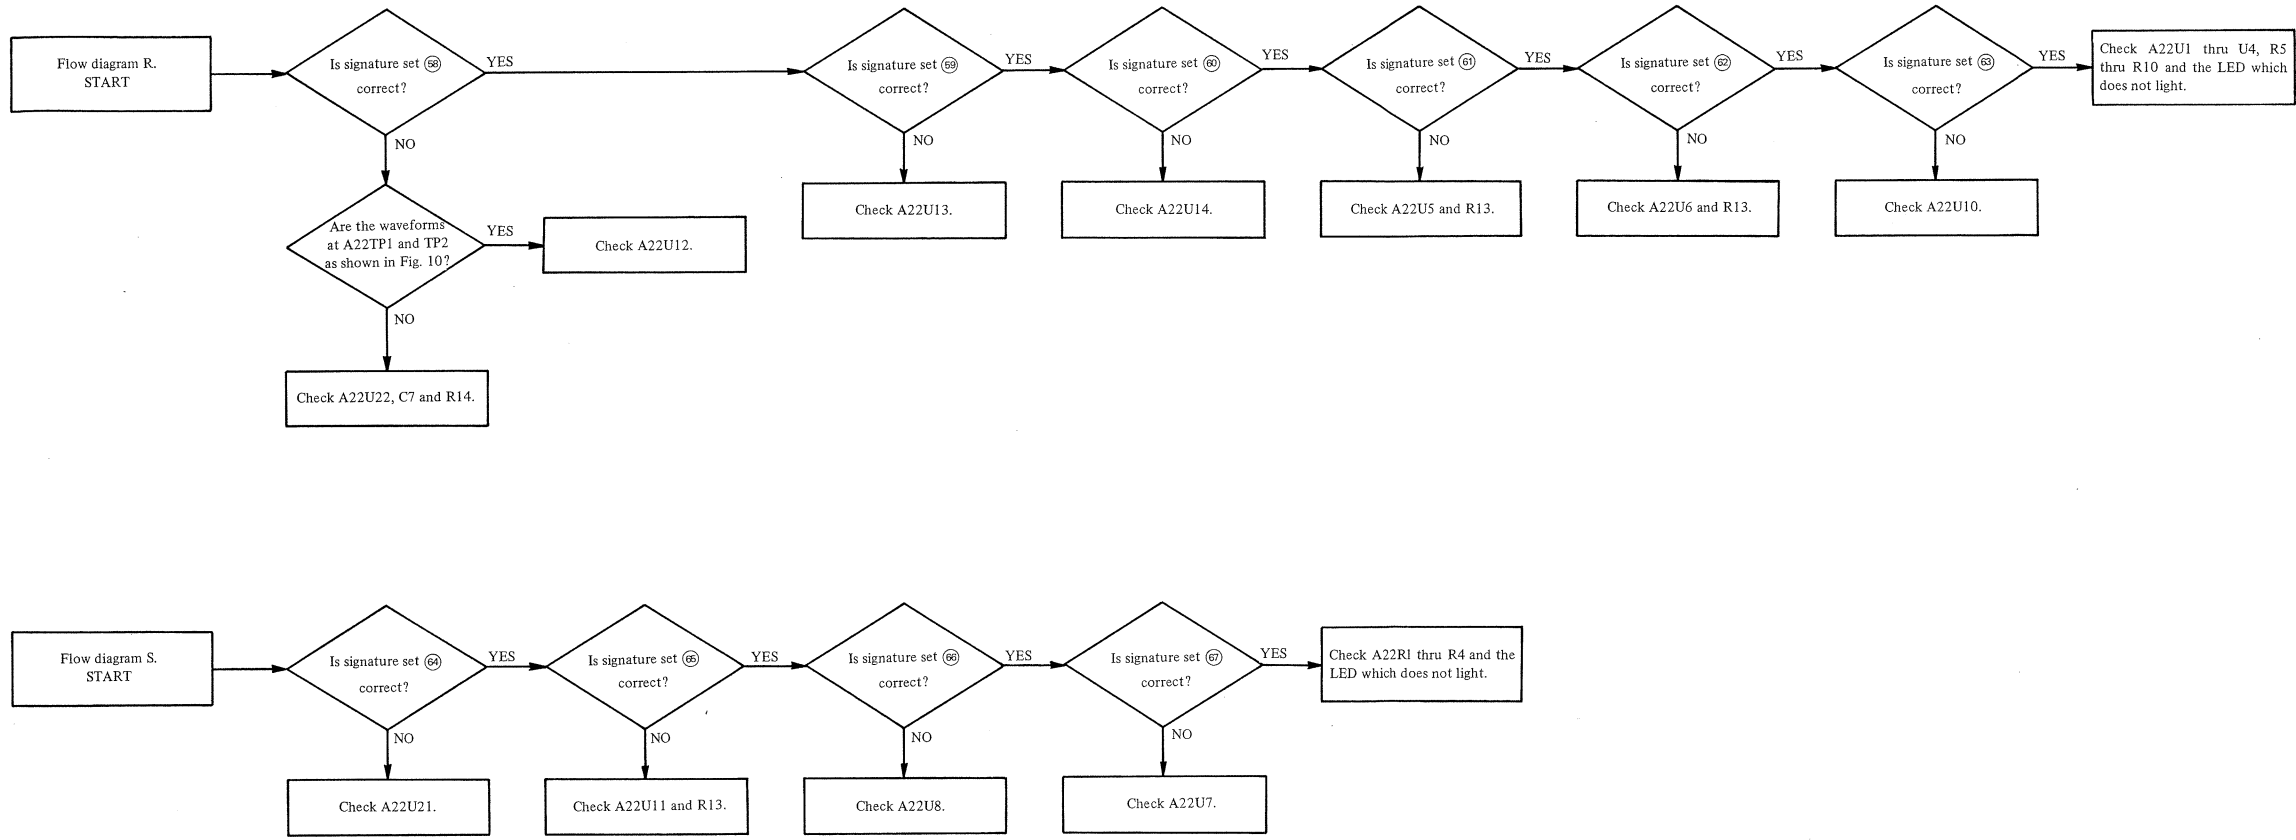 Flow diagram R.
START
Is signature set 58
correct?
YES
NO
Are the waveforms
at A22TP1 and TP2
as shown in Fig. 10?
YES
Check A22U12.
NO
Check A22U22, C7 and R14.
Is signature set 59
correct?
YES
NO
Check A22U13.
Is signature set 60
correct?
YES
NO
Check A22U14.
Is signature set 61
correct?
YES
NO
Check A22U5 and R13.
Is signature set 62
correct?
YES
NO
Check A22U6 and R13.
Is signature set 63
correct?
YES
NO
Check A22U10.
Check A22U1 thru U4, R5
thru R10 and the LED which
does not light.
Flow diagram S.
START
Is signature set 64
correct?
YES
NO
Check A22U21.
Is signature set 65
correct?
YES
NO
Check A22U11 and R13.
Is signature set 66
correct?
YES
NO
Check A22U8.
Is signature set 67
correct?
YES
NO
Check A22U7.
Check A22R1 thru R4 and the
LED which does not light.